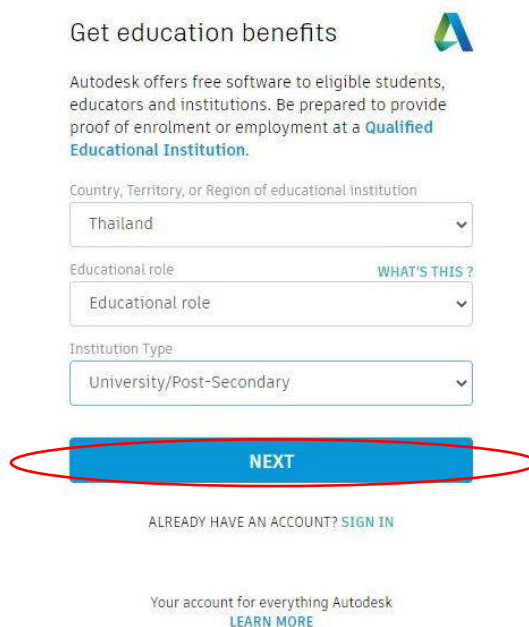 Get education benefits
Autodesk offers free software to eligible students,
educators and institutions. Be prepared to provide
proof of enrolment or employment at a Qualified
Educational Institution.
Country, Territory, or Region of educational institution
Thailand
Educational role
WHAT'S THIS ?
Educational role
Institution Type
University/Post-Secondary
NEXT
ALREADY HAVE AN ACCOUNT? SIGN IN
Your account for everything Autodesk
LEARN MORE